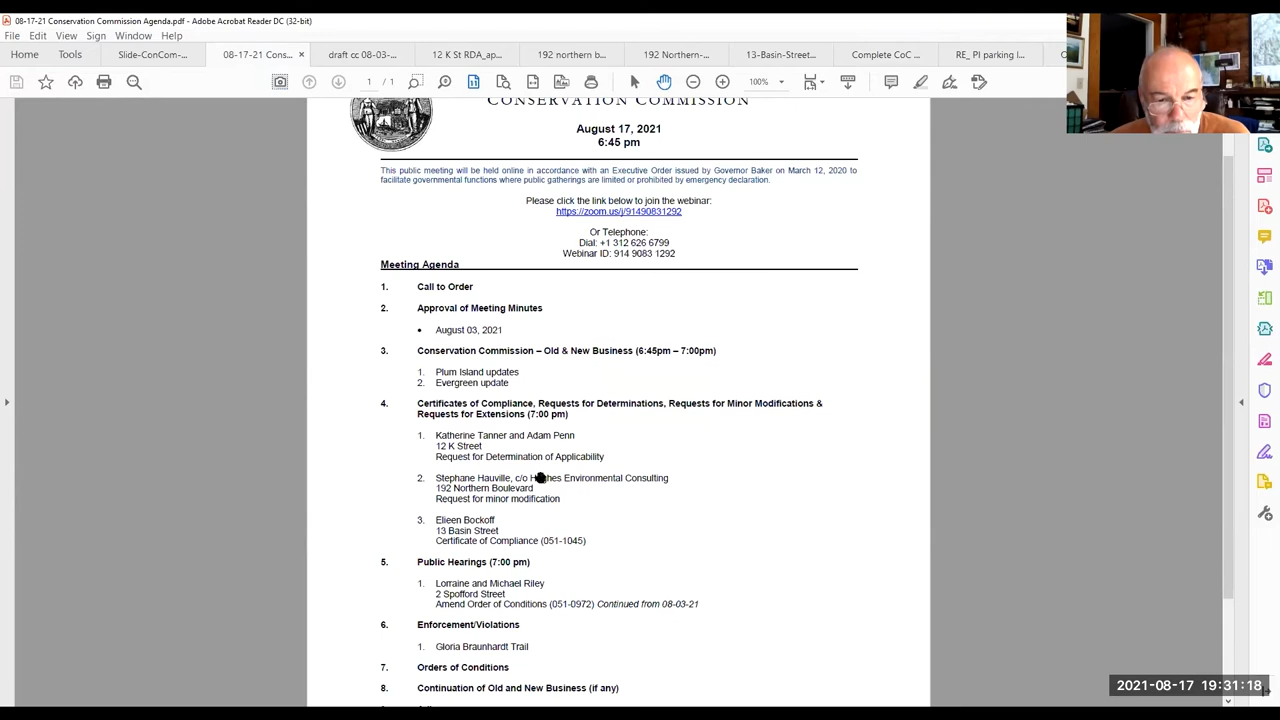 08-17-21 Conservation Commission Agenda.pdf - Adobe Acrobat Reader DC (32-bit)
File Edit View Sign Window Help
Home Tools Slide-ConCom-... 08-17-21 Cons... × draft cc 08-03-... 12 K St RDA_ap... 192 northern b... 192 Northern-... 13-Basin-Street... Complete CoC ... RE_ PI parking l...
/ 1 100%
CONSERVATION COMMISSION
August 17, 2021
6:45 pm
This public meeting will be held online in accordance with an Executive Order issued by Governor Baker on March 12, 2020 to
facilitate governmental functions where public gatherings are limited or prohibited by emergency declaration.
Please click the link below to join the webinar:
https://zoom.us/j/91490831292
Or Telephone:
Dial: +1 312 626 6799
Webinar ID: 914 9083 1292
Meeting Agenda
1. Call to Order
2. Approval of Meeting Minutes
• August 03, 2021
3. Conservation Commission – Old & New Business (6:45pm – 7:00pm)
1. Plum Island updates
2. Evergreen update
4. Certificates of Compliance, Requests for Determinations, Requests for Minor Modifications &
Requests for Extensions (7:00 pm)
1. Katherine Tanner and Adam Penn
12 K Street
Request for Determination of Applicability
2. Stephane Hauville, c/o Hughes Environmental Consulting
192 Northern Boulevard
Request for minor modification
3. Elieen Bockoff
13 Basin Street
Certificate of Compliance (051-1045)
5. Public Hearings (7:00 pm)
1. Lorraine and Michael Riley
2 Spofford Street
Amend Order of Conditions (051-0972) Continued from 08-03-21
6. Enforcement/Violations
1. Gloria Braunhardt Trail
7. Orders of Conditions
8. Continuation of Old and New Business (if any)
2021-08-17 19:31:18